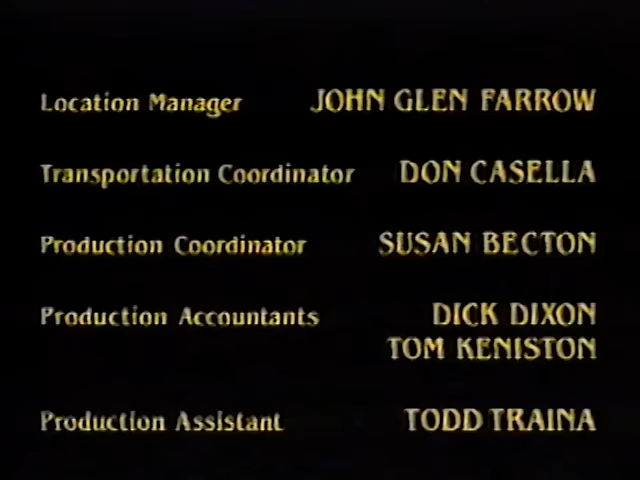 Location Manager JOHN GLEN FARROW
Transportation Coordinator DON CASELLA
Production Coordinator SUSAN BECTON
Production Accountants DICK DIXON
TOM KENISTON
Production Assistant TODD TRAINA